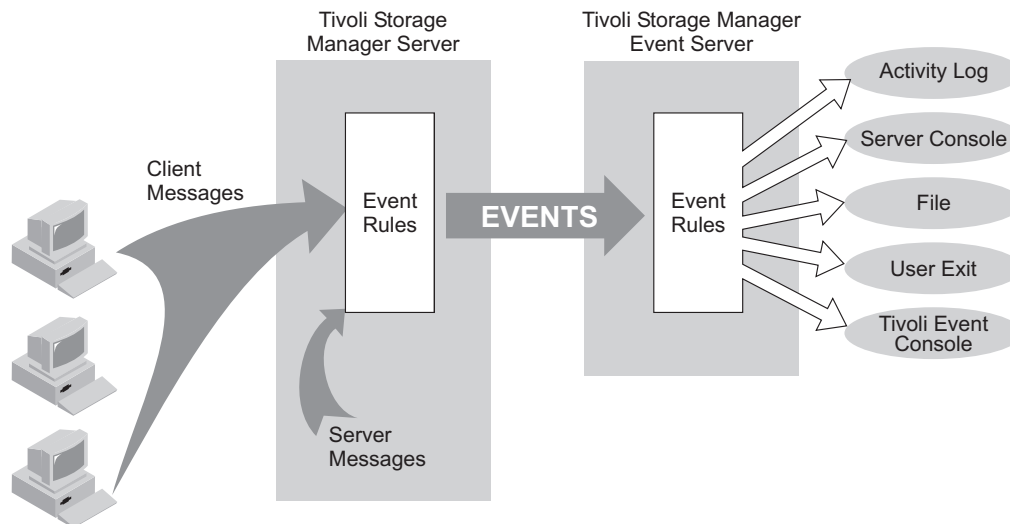 Tivoli Storage
Manager Server
Tivoli Storage Manager
Event Server
Client
Messages
Event
Rules
EVENTS
Event
Rules
Server
Messages
Activity Log
Server Console
File
User Exit
Tivoli Event
Console